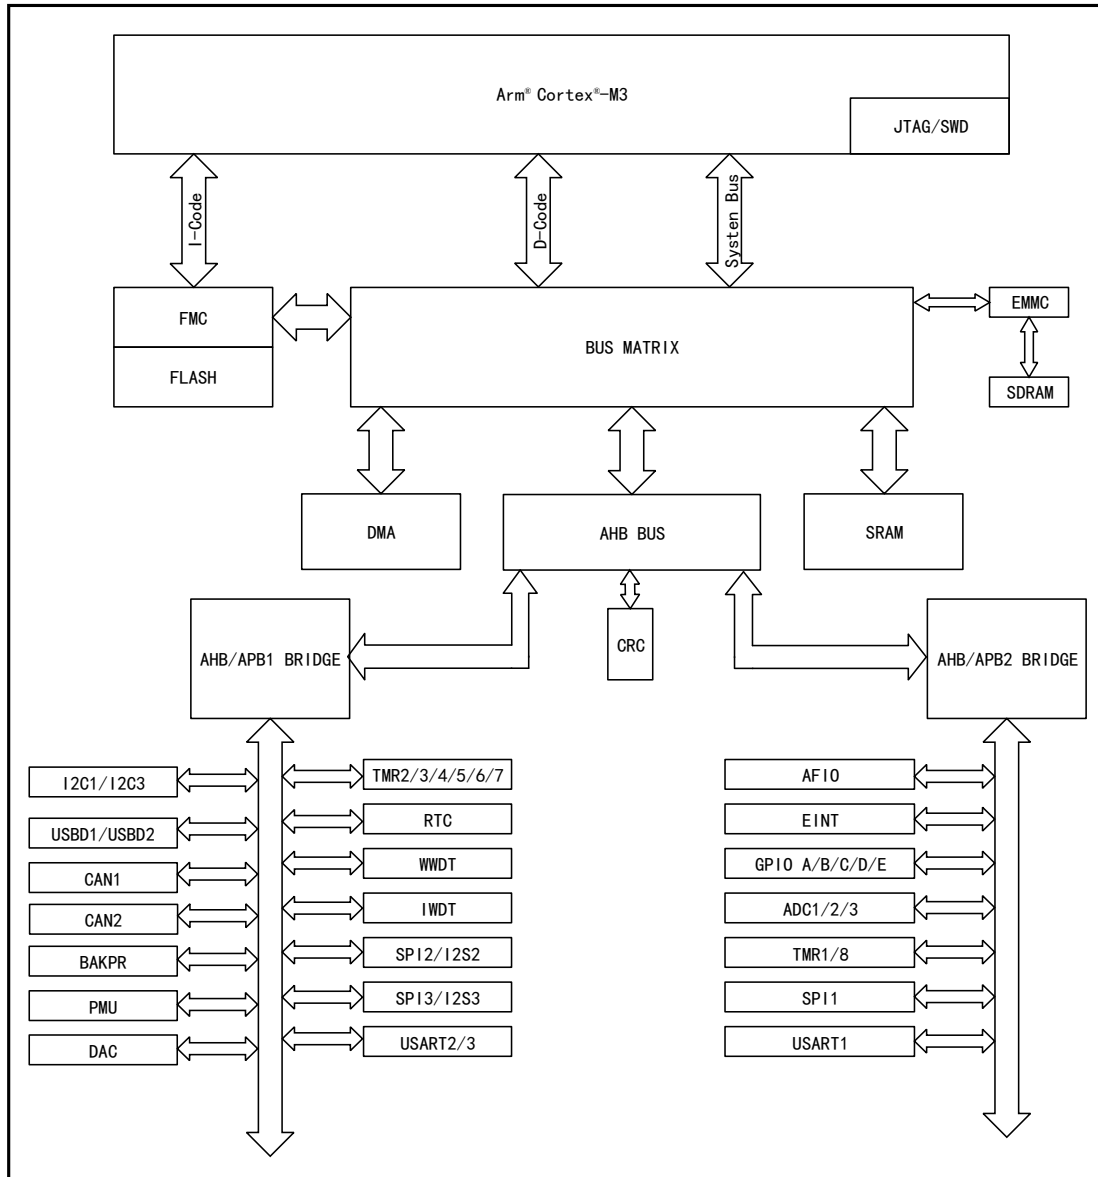 Arm® Cortex®-M3
JTAG/SWD
I-Code
D-Code
Systen Bus
FMC
FLASH
BUS MATRIX
EMMC
SDRAM
DMA
AHB BUS
SRAM
CRC
AHB/APB1 BRIDGE
AHB/APB2 BRIDGE
I2C1/I2C3
USBD1/USBD2
CAN1
CAN2
BAKPR
PMU
DAC
TMR2/3/4/5/6/7
RTC
WWDT
IWDT
SPI2/I2S2
SPI3/I2S3
USART2/3
AFIO
EINT
GPIO A/B/C/D/E
ADC1/2/3
TMR1/8
SPI1
USART1